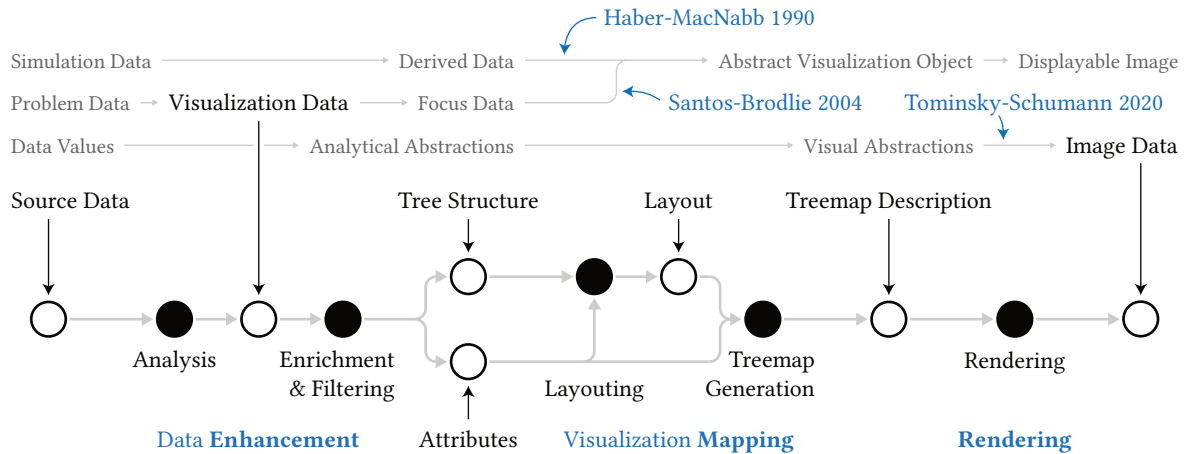 Haber-MacNabb 1990
Simulation Data Derived Data Abstract Visualization Object Displayable Image
Problem Data Visualization Data Focus Data Santos-Brodlie 2004 Tominsky-Schumann 2020
Data Values Analytical Abstractions Visual Abstractions Image Data
Source Data Tree Structure Layout Treemap Description
Analysis Enrichment Layouting Treemap Rendering
& Filtering Generation
Data Enhancement Attributes Visualization Mapping Rendering